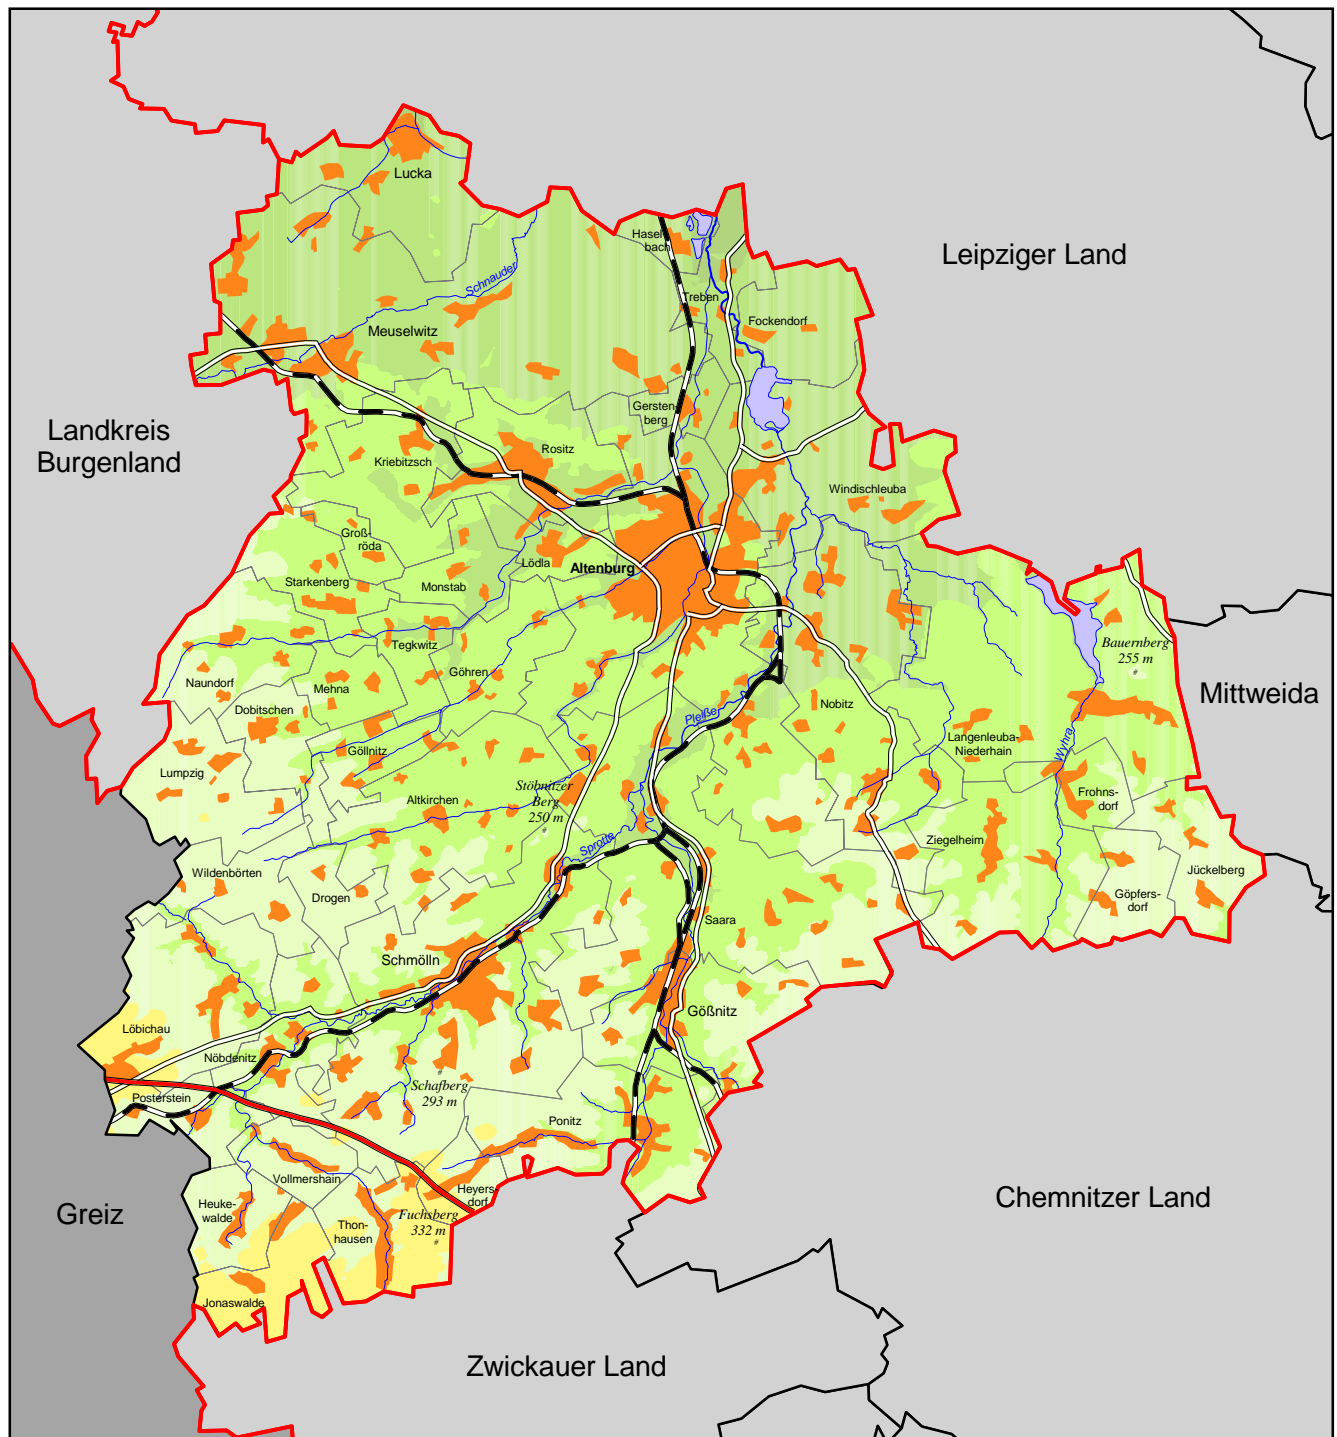 Lucka
Hasel-
bach
Leipziger Land
Schnauder
Treben
Fockendorf
Meuselwitz
Gersten-
berg
Landkreis
Burgenland
Rositz
Kriebitzsch
Windischleuba
Groß-
röda
Lödla
Altenburg
Starkenberg
Monstab
Tegkwitz
Bauernberg
255 m
Göhren
Naundorf
Mehna
Mittweida
Dobitschen
Nobitz
Pleiße
Langenleuba-
Niederhain
Wyhra
Göllnitz
Lumpzig
Stöbnitzer
Berg
250 m
Altkirchen
Frohns-
dorf
Sprotte
Ziegelheim
Wildenbörten
Jückelberg
Drogen
Göpfers-
dorf
Saara
Schmölln
Gößnitz
Löbichau
Nöbdenitz
Schafberg
293 m
Posterstein
Ponitz
Vollmershain
Heyers-
dorf
Heuke-
walde
Chemnitzer Land
Greiz
Fuchsberg
332 m
Thon-
hausen
Jonaswalde
Zwickauer Land